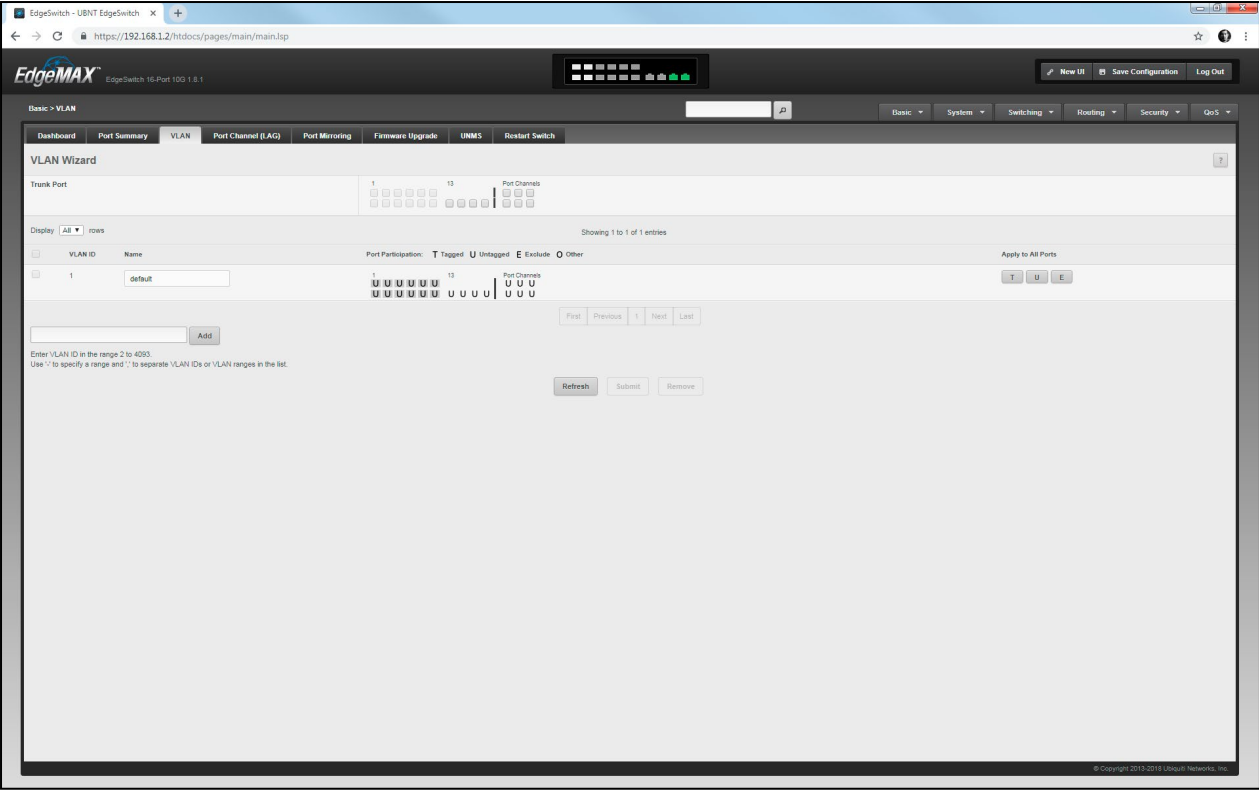 EdgeSwitch - UBNT EdgeSwitch
https://192.168.1.2/htdocs/pages/main/main.lsp
EdgeMAX™ EdgeSwitch 16-Port 10G 1.8.1
New UI Save Configuration Log Out
Basic > VLAN
Basic System Switching Routing Security QoS
Dashboard Port Summary VLAN Port Channel (LAG) Port Mirroring Firmware Upgrade UNMS Restart Switch
VLAN Wizard ?
Trunk Port 1 13 Port Channels
Display All rows Showing 1 to 1 of 1 entries
VLAN ID Name Port Participation: T Tagged U Untagged E Exclude O Other Apply to All Ports
1 default 1 13 Port Channels T U E
U U U U U U U U U
U U U U U U U U U U U U U
First Previous 1 Next Last
Add
Enter VLAN ID in the range 2 to 4093.
Use '-' to specify a range and ',' to separate VLAN IDs or VLAN ranges in the list.
Refresh Submit Remove
© Copyright 2013-2018 Ubiquiti Networks, Inc.